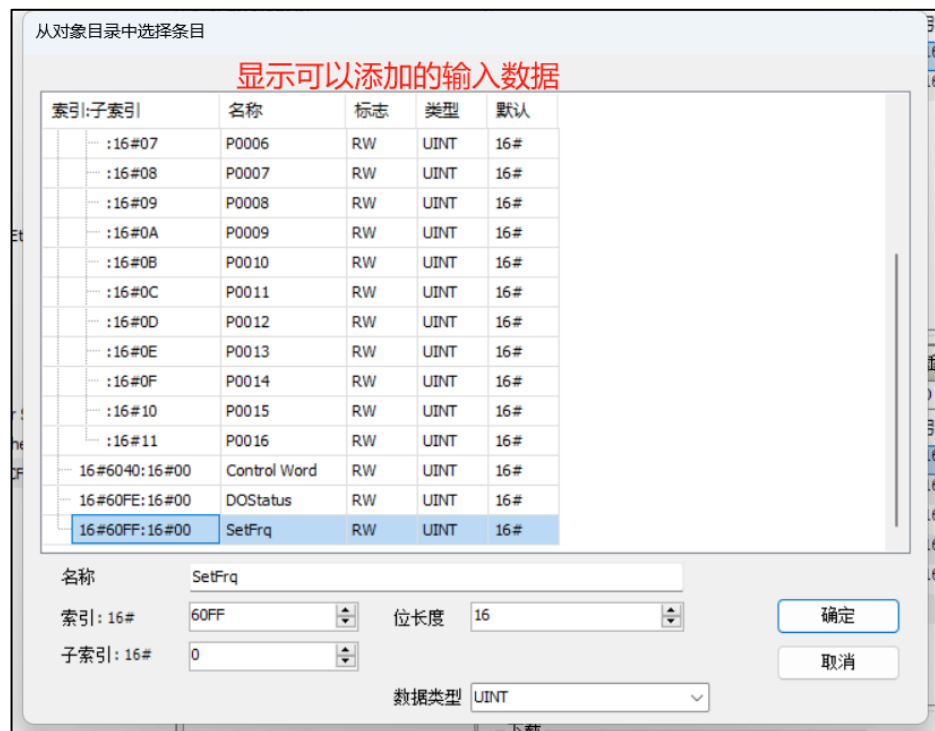 从对象目录中选择条目
显示可以添加的输入数据
索引:子索引 名称 标志 类型 默认
:16#07 P0006 RW UINT 16#
:16#08 P0007 RW UINT 16#
:16#09 P0008 RW UINT 16#
:16#0A P0009 RW UINT 16#
:16#0B P0010 RW UINT 16#
:16#0C P0011 RW UINT 16#
:16#0D P0012 RW UINT 16#
:16#0E P0013 RW UINT 16#
:16#0F P0014 RW UINT 16#
:16#10 P0015 RW UINT 16#
:16#11 P0016 RW UINT 16#
16#6040:16#00 Control Word RW UINT 16#
16#60FE:16#00 DOStatus RW UINT 16#
16#60FF:16#00 SetFrq RW UINT 16#
名称 SetFrq
索引: 16# 60FF 位长度 16 确定
子索引: 16# 0 取消
数据类型 UINT